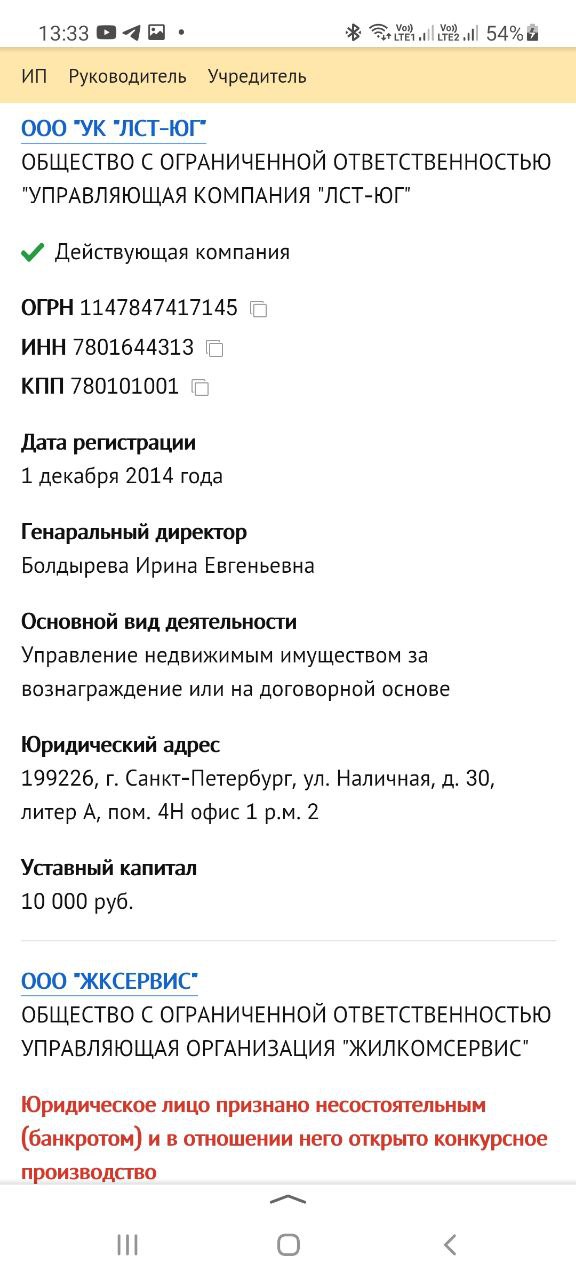 13:33 Vo)) LTE1 Vo)) LTE2 54%
ИП Руководитель Учредитель
ООО "УК "ЛСТ-ЮГ"
ОБЩЕСТВО С ОГРАНИЧЕННОЙ ОТВЕТСТВЕННОСТЬЮ
"УПРАВЛЯЮЩАЯ КОМПАНИЯ "ЛСТ-ЮГ"
Действующая компания
ОГРН 1147847417145
ИНН 7801644313
КПП 780101001
Дата регистрации
1 декабря 2014 года
Генаральный директор
Болдырева Ирина Евгеньевна
Основной вид деятельности
Управление недвижимым имуществом за
вознаграждение или на договорной основе
Юридический адрес
199226, г. Санкт-Петербург, ул. Наличная, д. 30,
литер А, пом. 4Н офис 1 р.м. 2
Уставный капитал
10 000 руб.
ООО "ЖКСЕРВИС"
ОБЩЕСТВО С ОГРАНИЧЕННОЙ ОТВЕТСТВЕННОСТЬЮ
УПРАВЛЯЮЩАЯ ОРГАНИЗАЦИЯ "ЖИЛКОМСЕРВИС"
Юридическое лицо признано несостоятельным
(банкротом) и в отношении него открыто конкурсное
производство